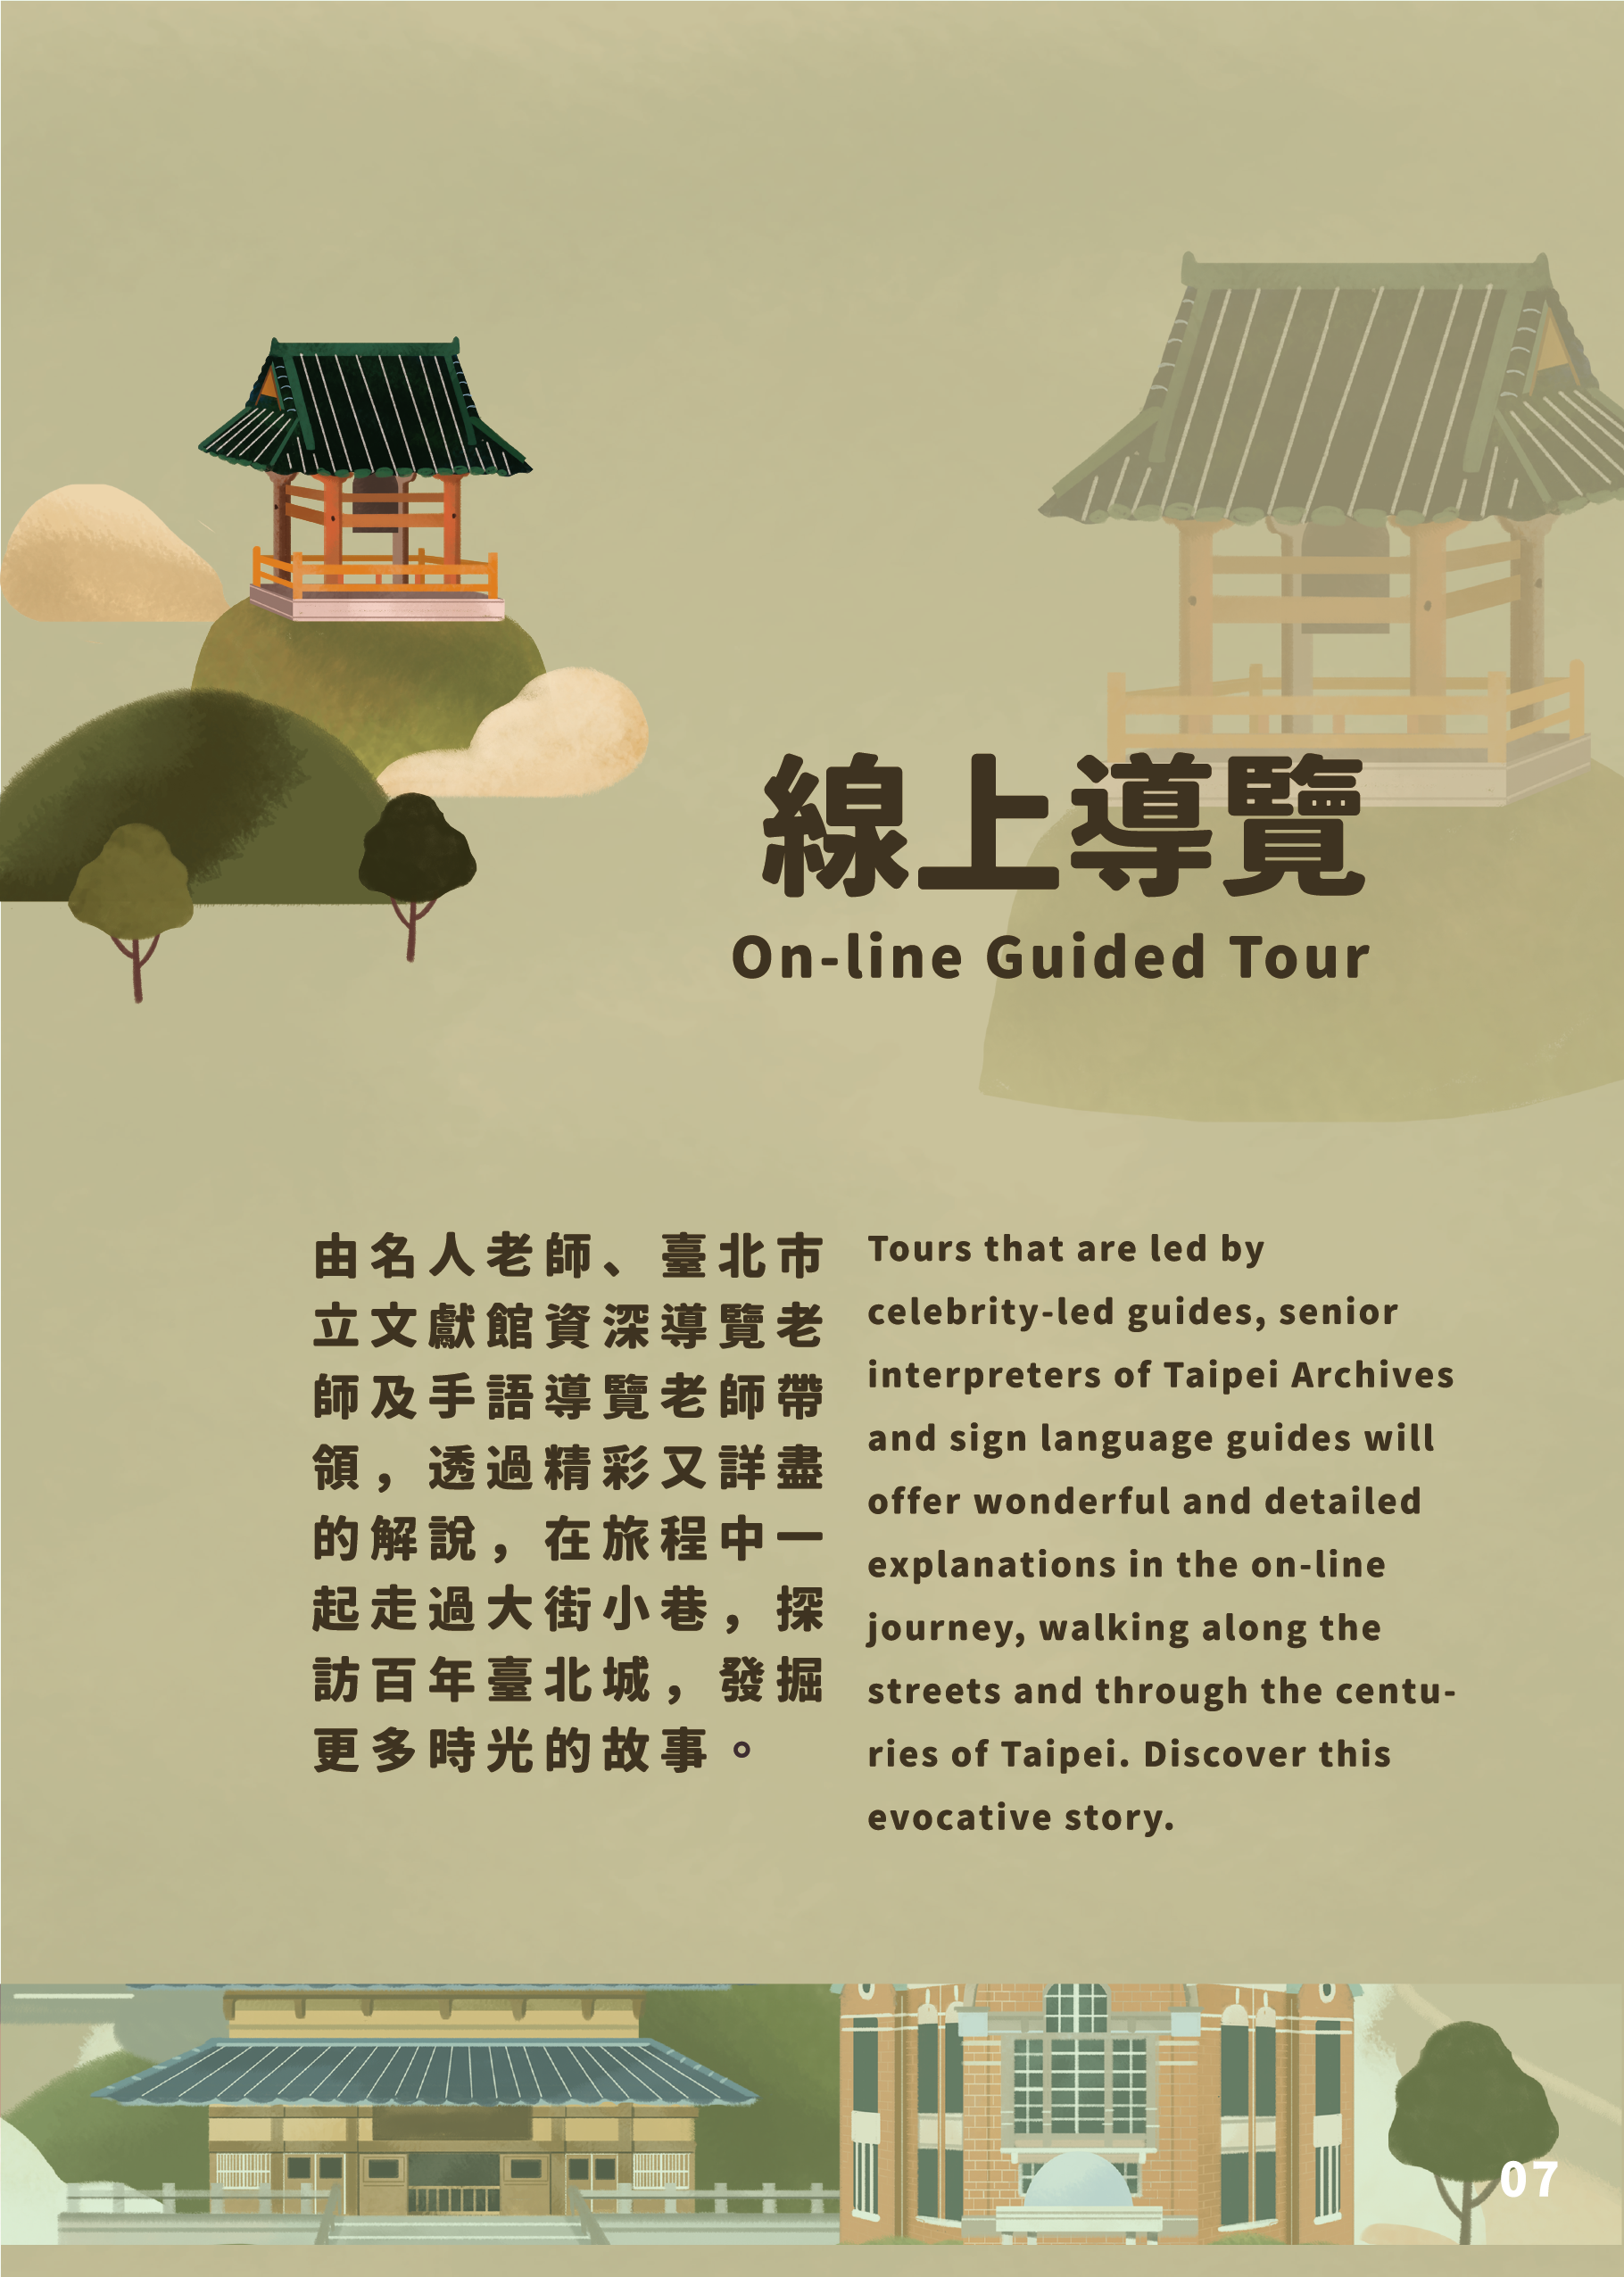 線上導覽
On-line Guided Tour
由名人老師、臺北市
立文獻館資深導覽老
師及手語導覽老師帶
領，透過精彩又詳盡
的解說，在旅程中一
起走過大街小巷，探
訪百年臺北城，發掘
更多時光的故事。
Tours that are led by
celebrity-led guides, senior
interpreters of Taipei Archives
and sign language guides will
offer wonderful and detailed
explanations in the on-line
journey, walking along the
streets and through the centu-
ries of Taipei. Discover this
evocative story.
07